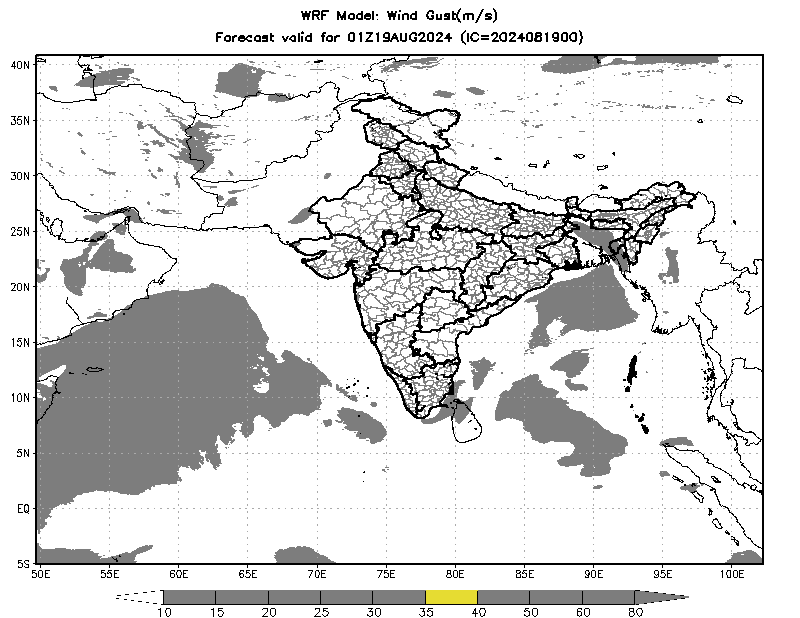 WRF Model: Wind Gust(m/s)
Forecast valid for 01Z19AUG2024 (IC=2024081900)
40N
35N
30N
25N
20N
15N
10N
5N
EQ
5S
50E 55E 60E 65E 70E 75E 80E 85E 90E 95E 100E
10 15 20 25 30 35 40 50 60 80